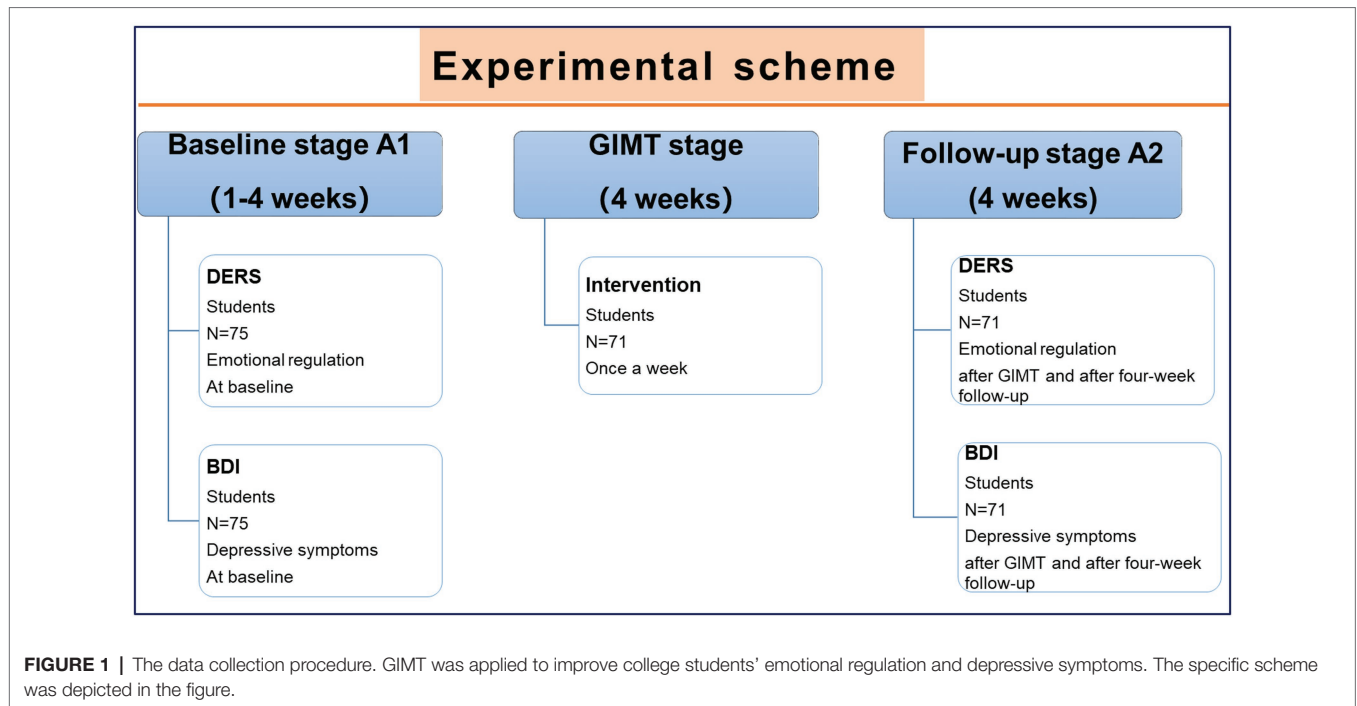 Experimental scheme
Baseline stage A1
(1-4 weeks)
DERS
Students
N=75
Emotional regulation
At baseline
BDI
Students
N=75
Depressive symptoms
At baseline
GIMT stage
(4 weeks)
Intervention
Students
N=71
Once a week
Follow-up stage A2
(4 weeks)
DERS
Students
N=71
Emotional regulation
after GIMT and after four-week
follow-up
BDI
Students
N=71
Depressive symptoms
after GIMT and after four-week
follow-up
FIGURE 1 | The data collection procedure. GIMT was applied to improve college students’ emotional regulation and depressive symptoms. The specific scheme
was depicted in the figure.